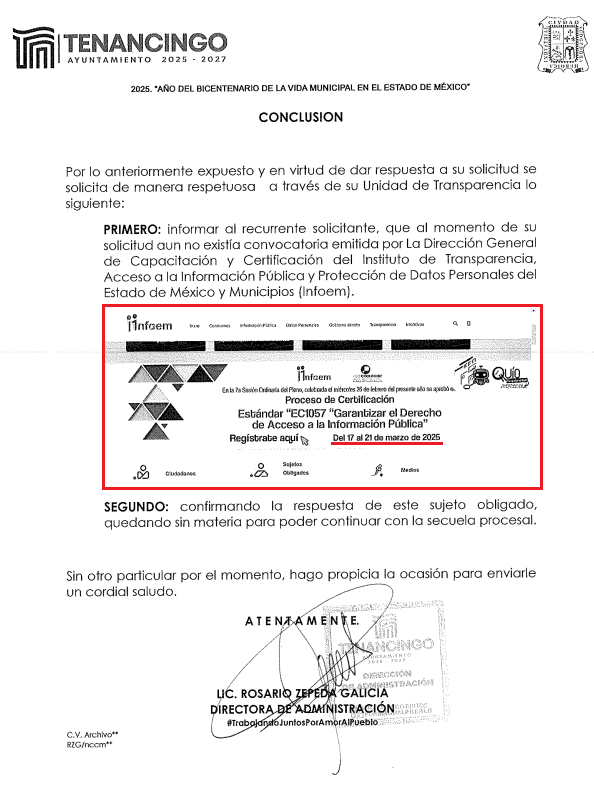 TENANCINGO
AYUNTAMIENTO 2025 - 2027
2025. "AÑO DEL BICENTENARIO DE LA VIDA MUNICIPAL EN EL ESTADO DE MÉXICO"
CONCLUSION
Por lo anteriormente expuesto y en virtud de dar respuesta a su solicitud se
solicita de manera respetuosa a través de su Unidad de Transparencia lo
siguiente:
PRIMERO: informar al recurrente solicitante, que al momento de su
solicitud aun no existía convocatoria emitida por La Dirección General
de Capacitación y Certificación del Instituto de Transparencia,
Acceso a la Información Pública y Protección de Datos Personales del
Estado de México y Municipios (Infoem).
infoem Inicio Conócenos Información Pública Datos Personales Gobierno abierto Transparencia Iniciativas
infoem
Quio
En la 7a Sesión Ordinaria del Pleno, celebrada el miércoles 26 de febrero del presente año se aprobó el
Proceso de Certificación
Estándar "EC1057 "Garantizar el Derecho
de Acceso a la Información Pública"
Regístrate aquí Del 17 al 21 de marzo de 2025
Ciudadanos
Sujetos
Obligados
Medios
SEGUNDO: confirmando la respuesta de este sujeto obligado,
quedando sin materia para poder continuar con la secuela procesal.
Sin otro particular por el momento, hago propicia la ocasión para enviarle
un cordial saludo.
ATENTAMENTE.
TENANCINGO
AYUNTAMIENTO
2025 - 2027
DIRECCIÓN
DE ADMINISTRACIÓN
LIC. ROSARIO ZEPEDA GALICIA
DIRECTORA DE ADMINISTRACIÓN
#TrabajandoJuntosPorAmorAlPueblo
C.V. Archivo**
RZG/nccm**